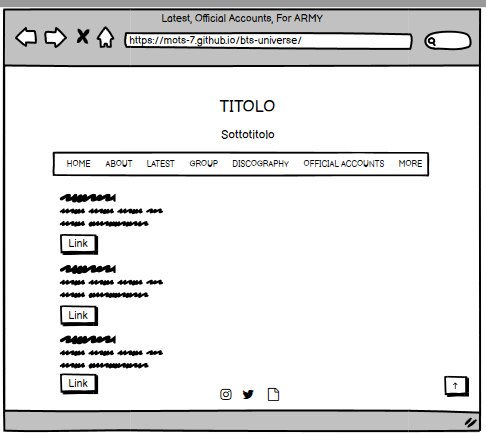 Latest, Official Accounts, For ARMY
https://mots-7.github.io/bts-universe/
TITOLO
Sottotitolo
HOME ABOUT LATEST GROUP DISCOGRAPHY OFFICIAL ACCOUNTS MORE
Link
Link
Link